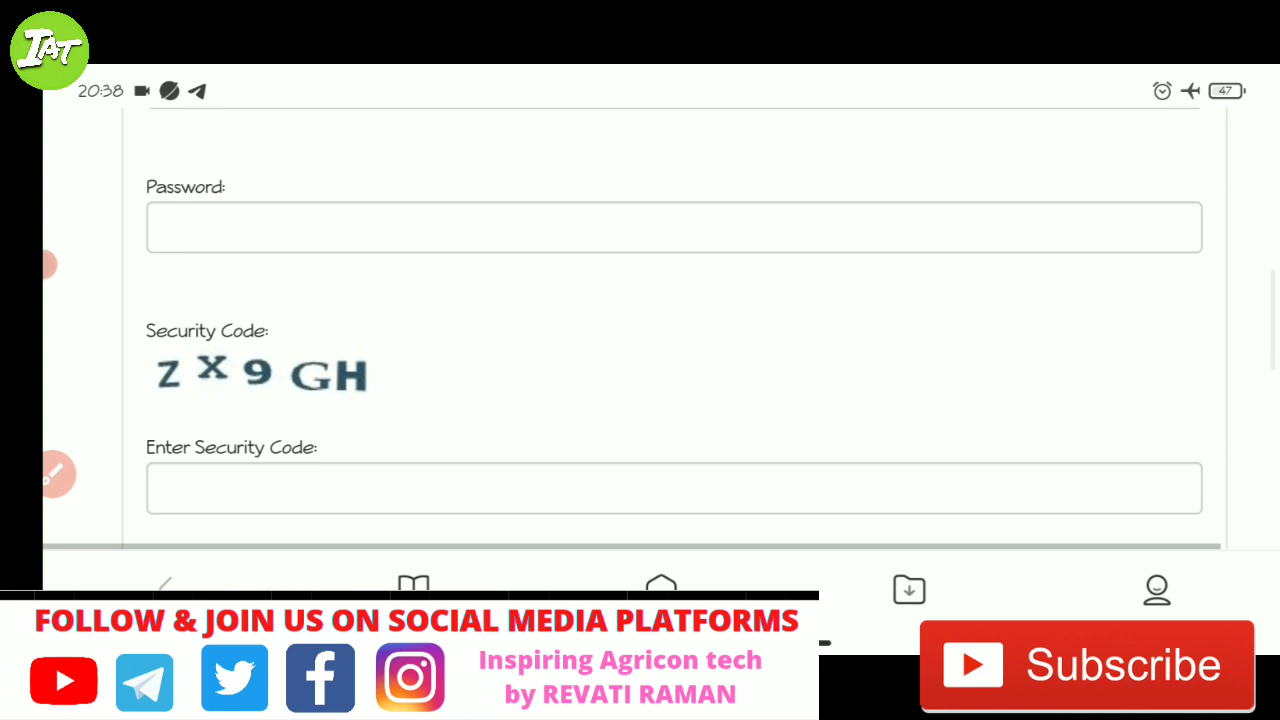 IAT
20:38
47
Password:
Security Code:
Z X 9 G H
Enter Security Code:
FOLLOW & JOIN US ON SOCIAL MEDIA PLATFORMS
Inspiring Agricon tech
by REVATI RAMAN
Subscribe